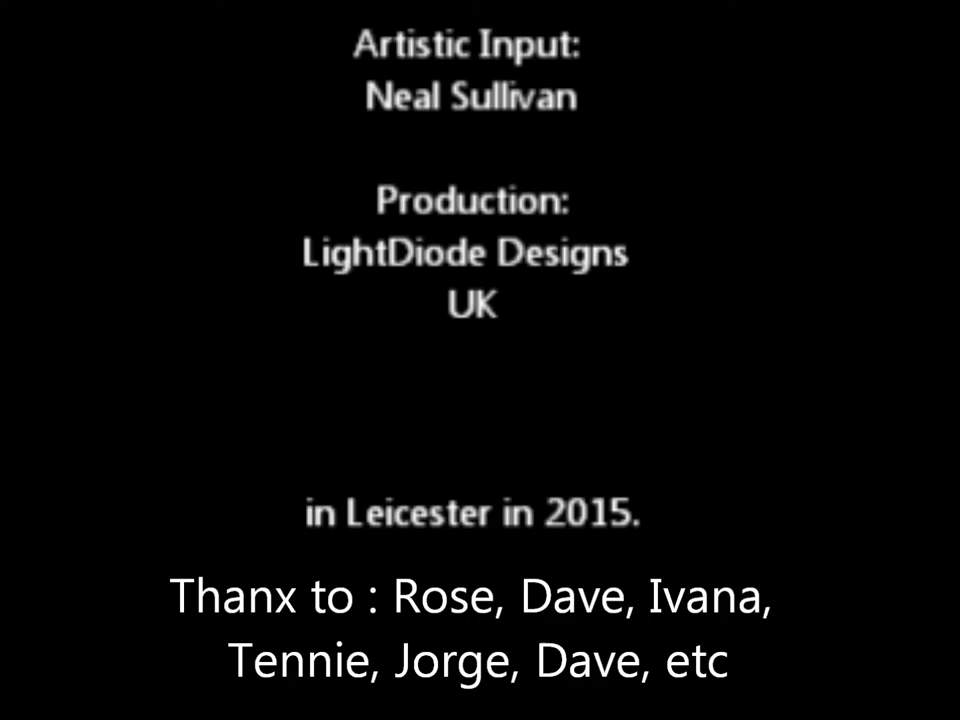 Artistic Input:
Neal Sullivan
Production:
LightDiode Designs
UK
in Leicester in 2015.
Thanx to : Rose, Dave, Ivana,
Tennie, Jorge, Dave, etc